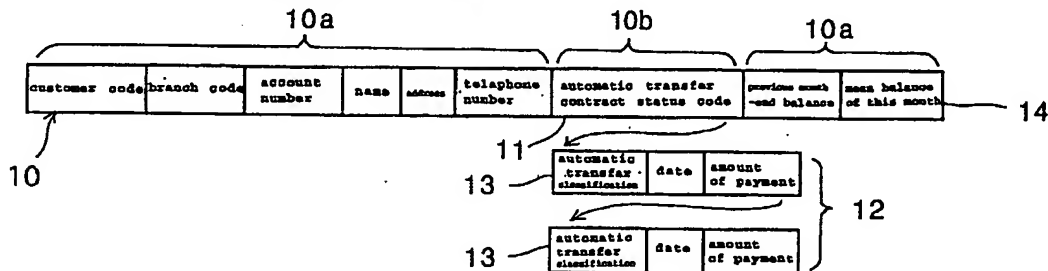 10a 10b 10a
customer code branch code account number name address telephone number automatic transfer contract status code previous month -end balance mean balance of this month
10 11 14
13 automatic transfar classification date amount of payment
12
13 automatic transfer classification date amount of payment